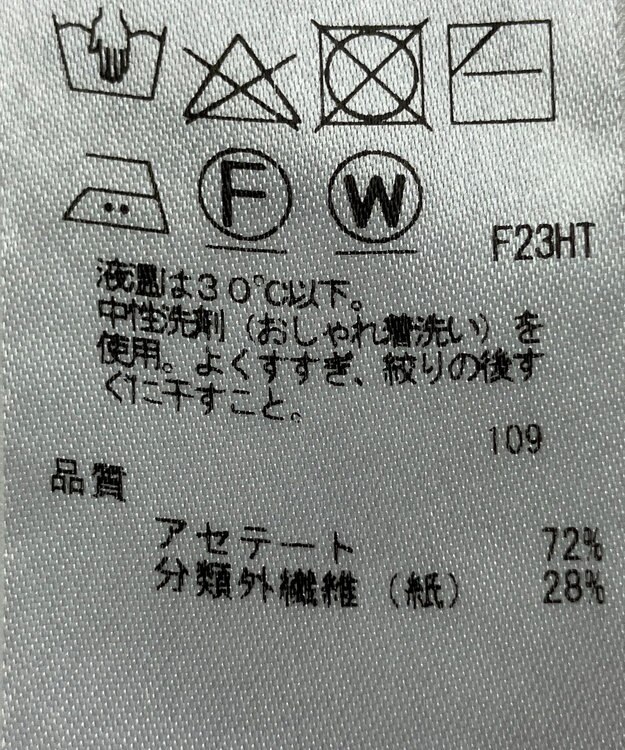 F W
F23HT
液温は30℃以下。
中性洗剤（おしゃれ着洗い）を
使用。よくすすぎ、絞りの後す
ぐに干すこと。
109
品質
アセテート 72%
分類外繊維（紙） 28%